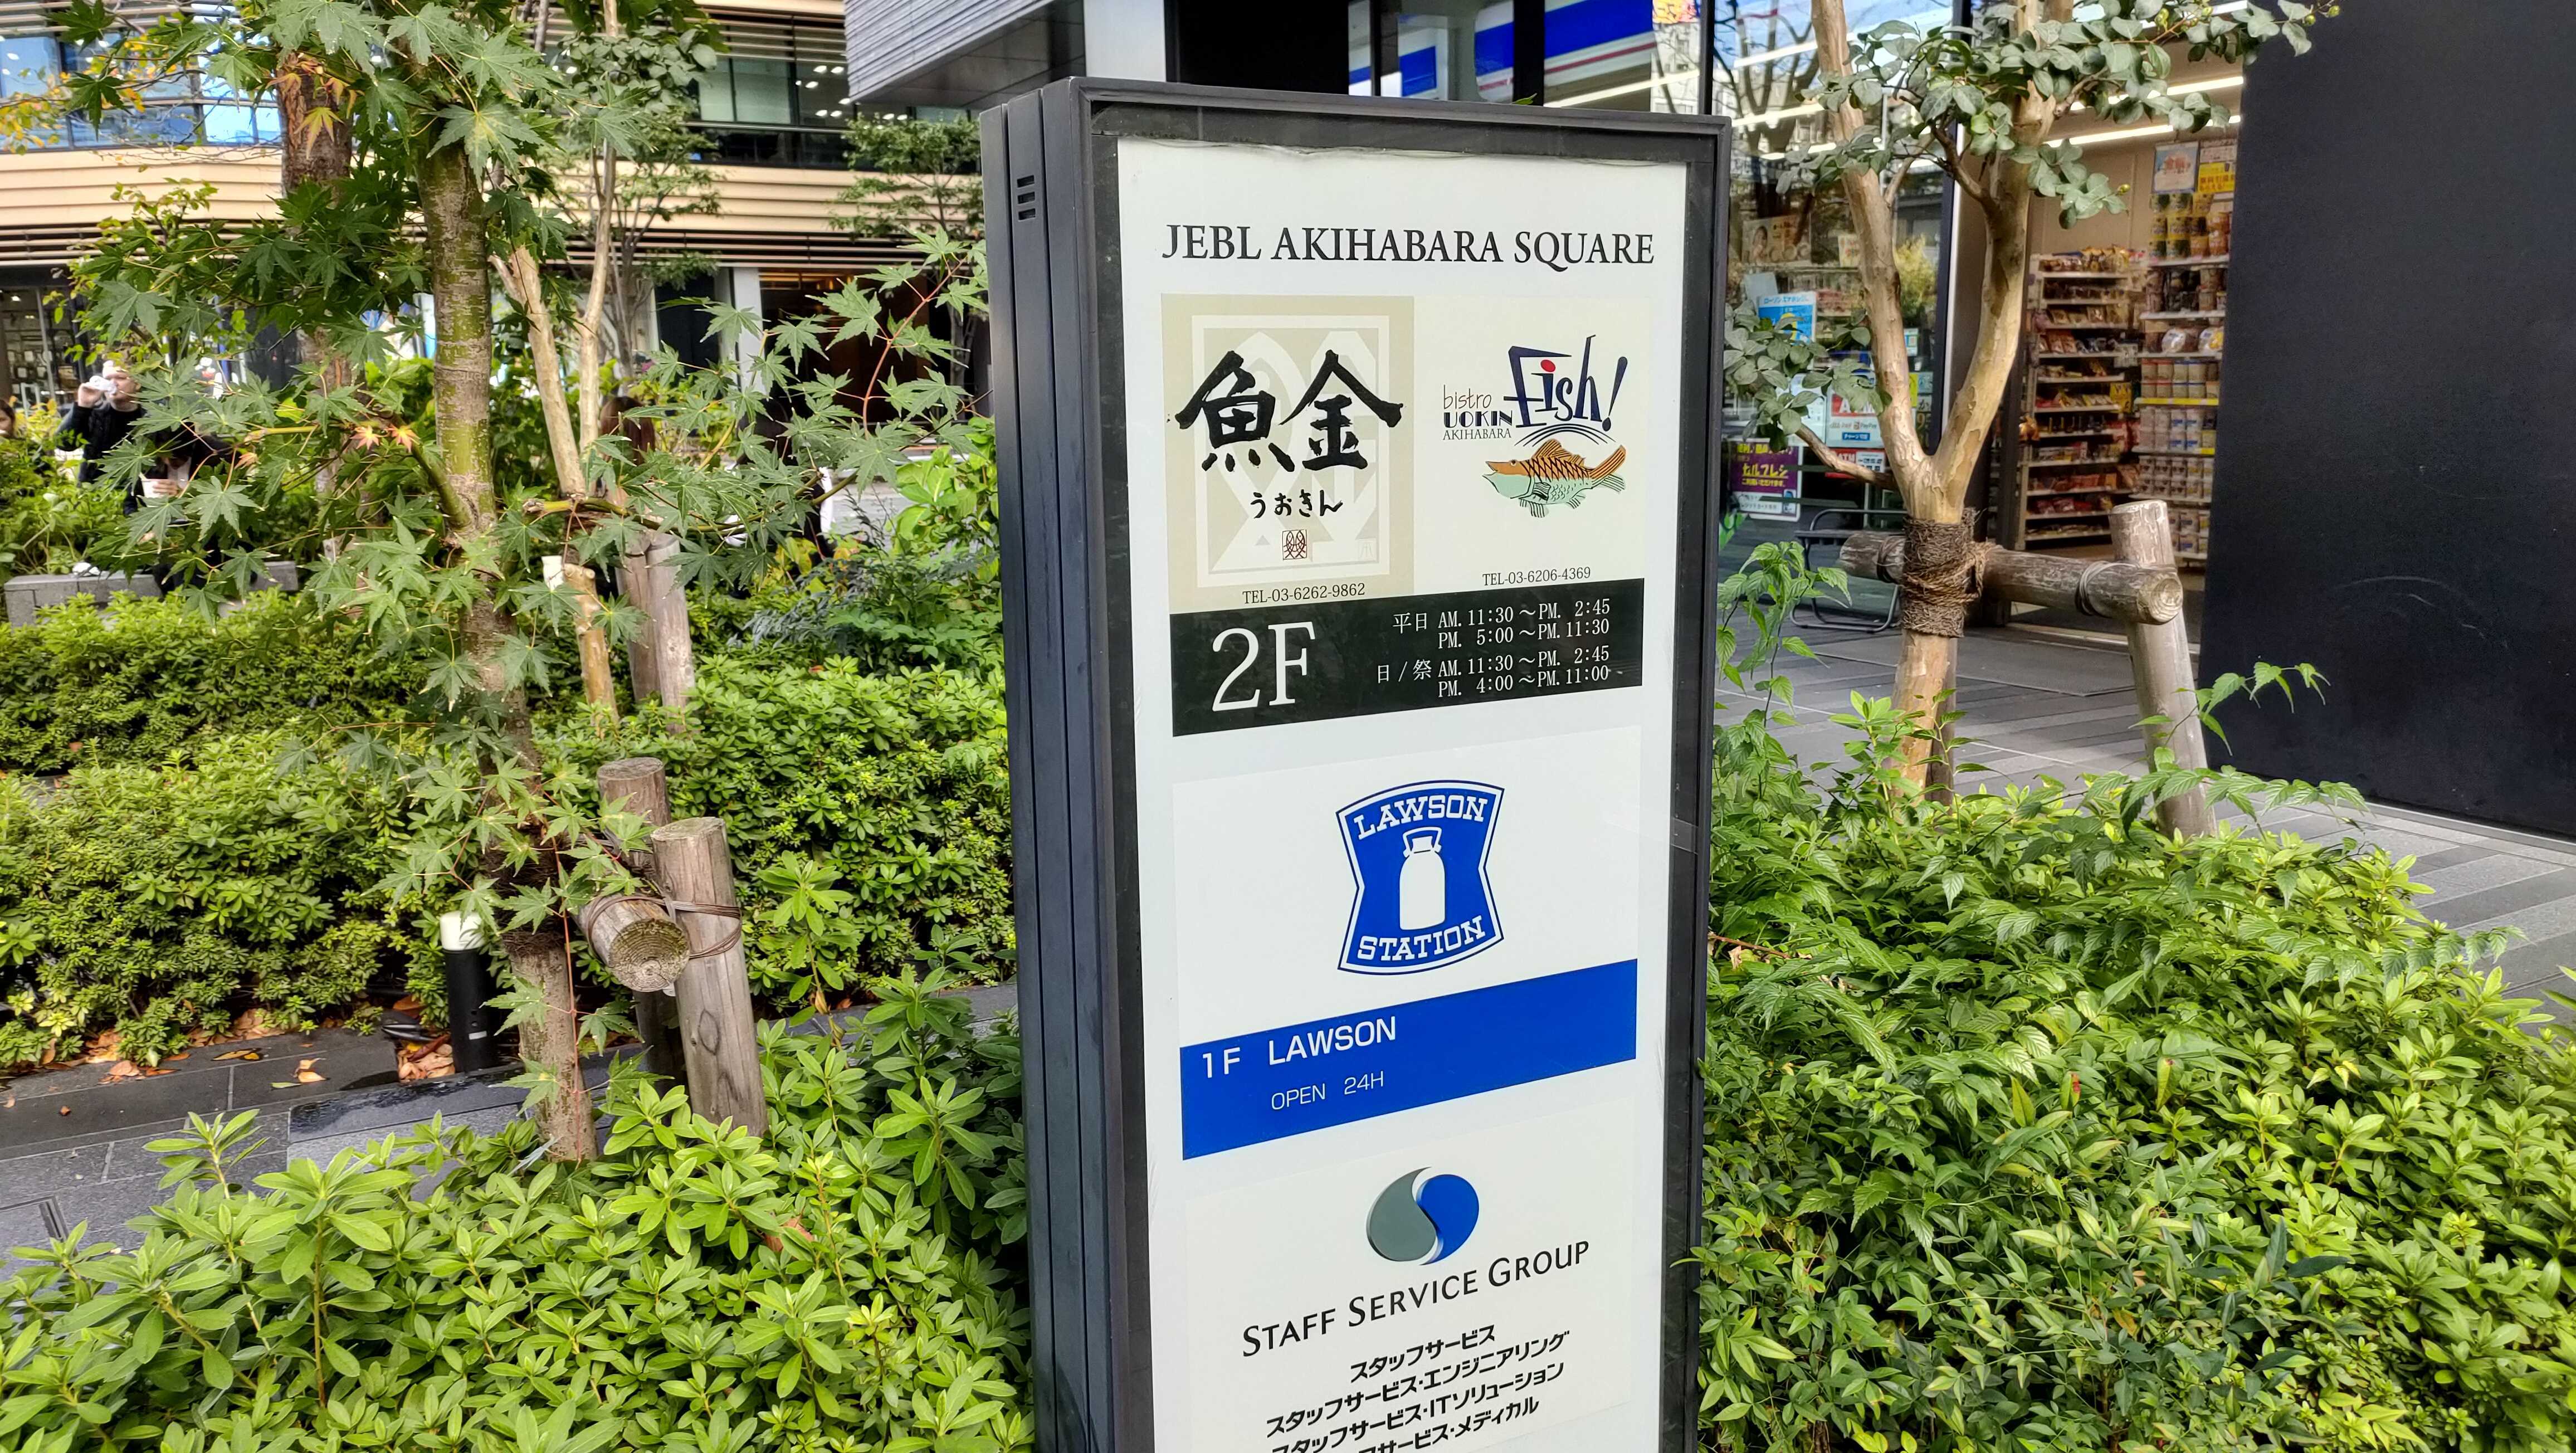 JEBL AKIHABARA SQUARE
魚金
うおきん
TEL-03-6262-9862
bistro
UOKIN
AKIHABARA
Fish!
TEL-03-6206-4369
2F
平日 AM. 11:30 ～PM. 2:45
PM. 5:00 ～PM. 11:30
日 / 祭 AM. 11:30 ～PM. 2:45
PM. 4:00 ～PM. 11:00
LAWSON
STATION
1F LAWSON
OPEN 24H
STAFF SERVICE GROUP
スタッフサービス
スタッフサービス・エンジニアリング
スタッフサービス・ITソリューション
サービス・メディカル